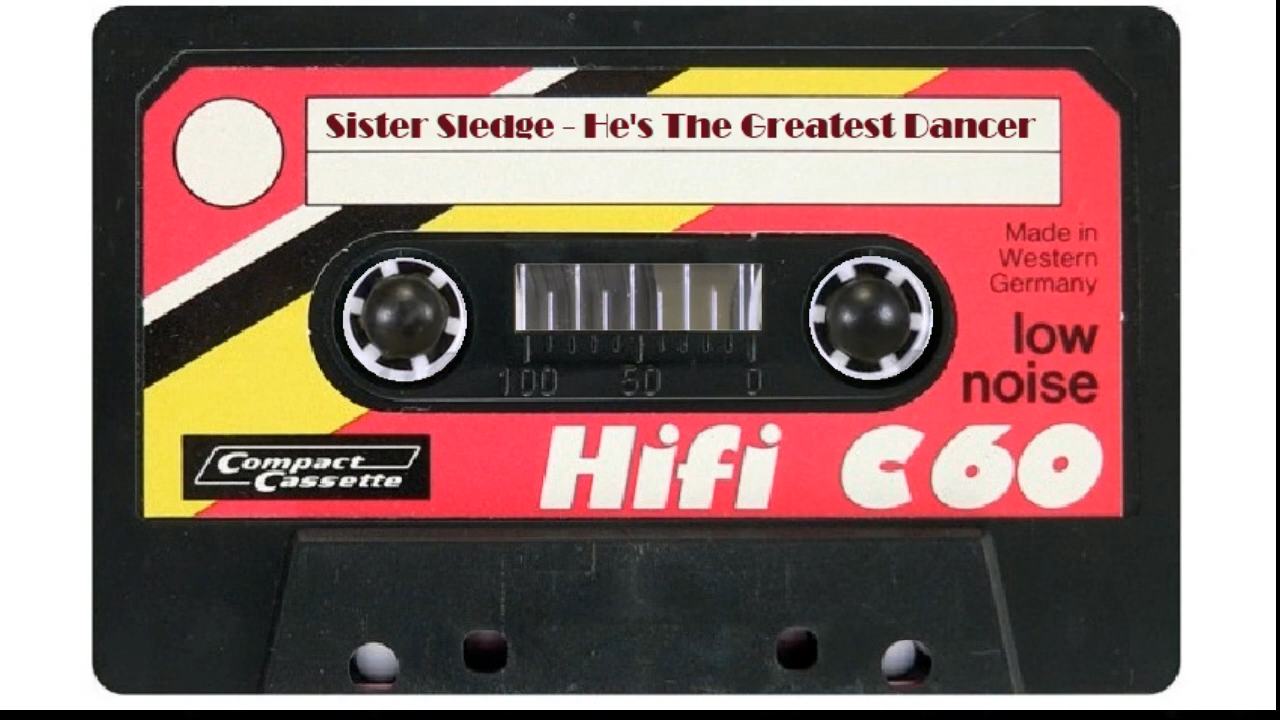 Sister Sledge - He's The Greatest Dancer
Made in
Western
Germany
low
noise
100 50 0
Compact
Cassette
Hifi C60